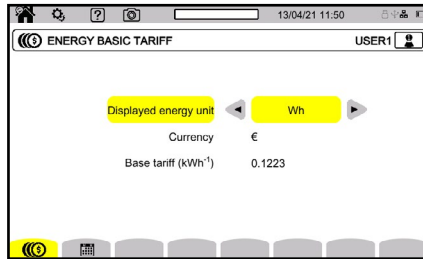 13/04/21 11:50
ENERGY BASIC TARIFF
USER1
Displayed energy unit
Wh
Currency
€
Base tariff (kWh⁻¹)
0.1223